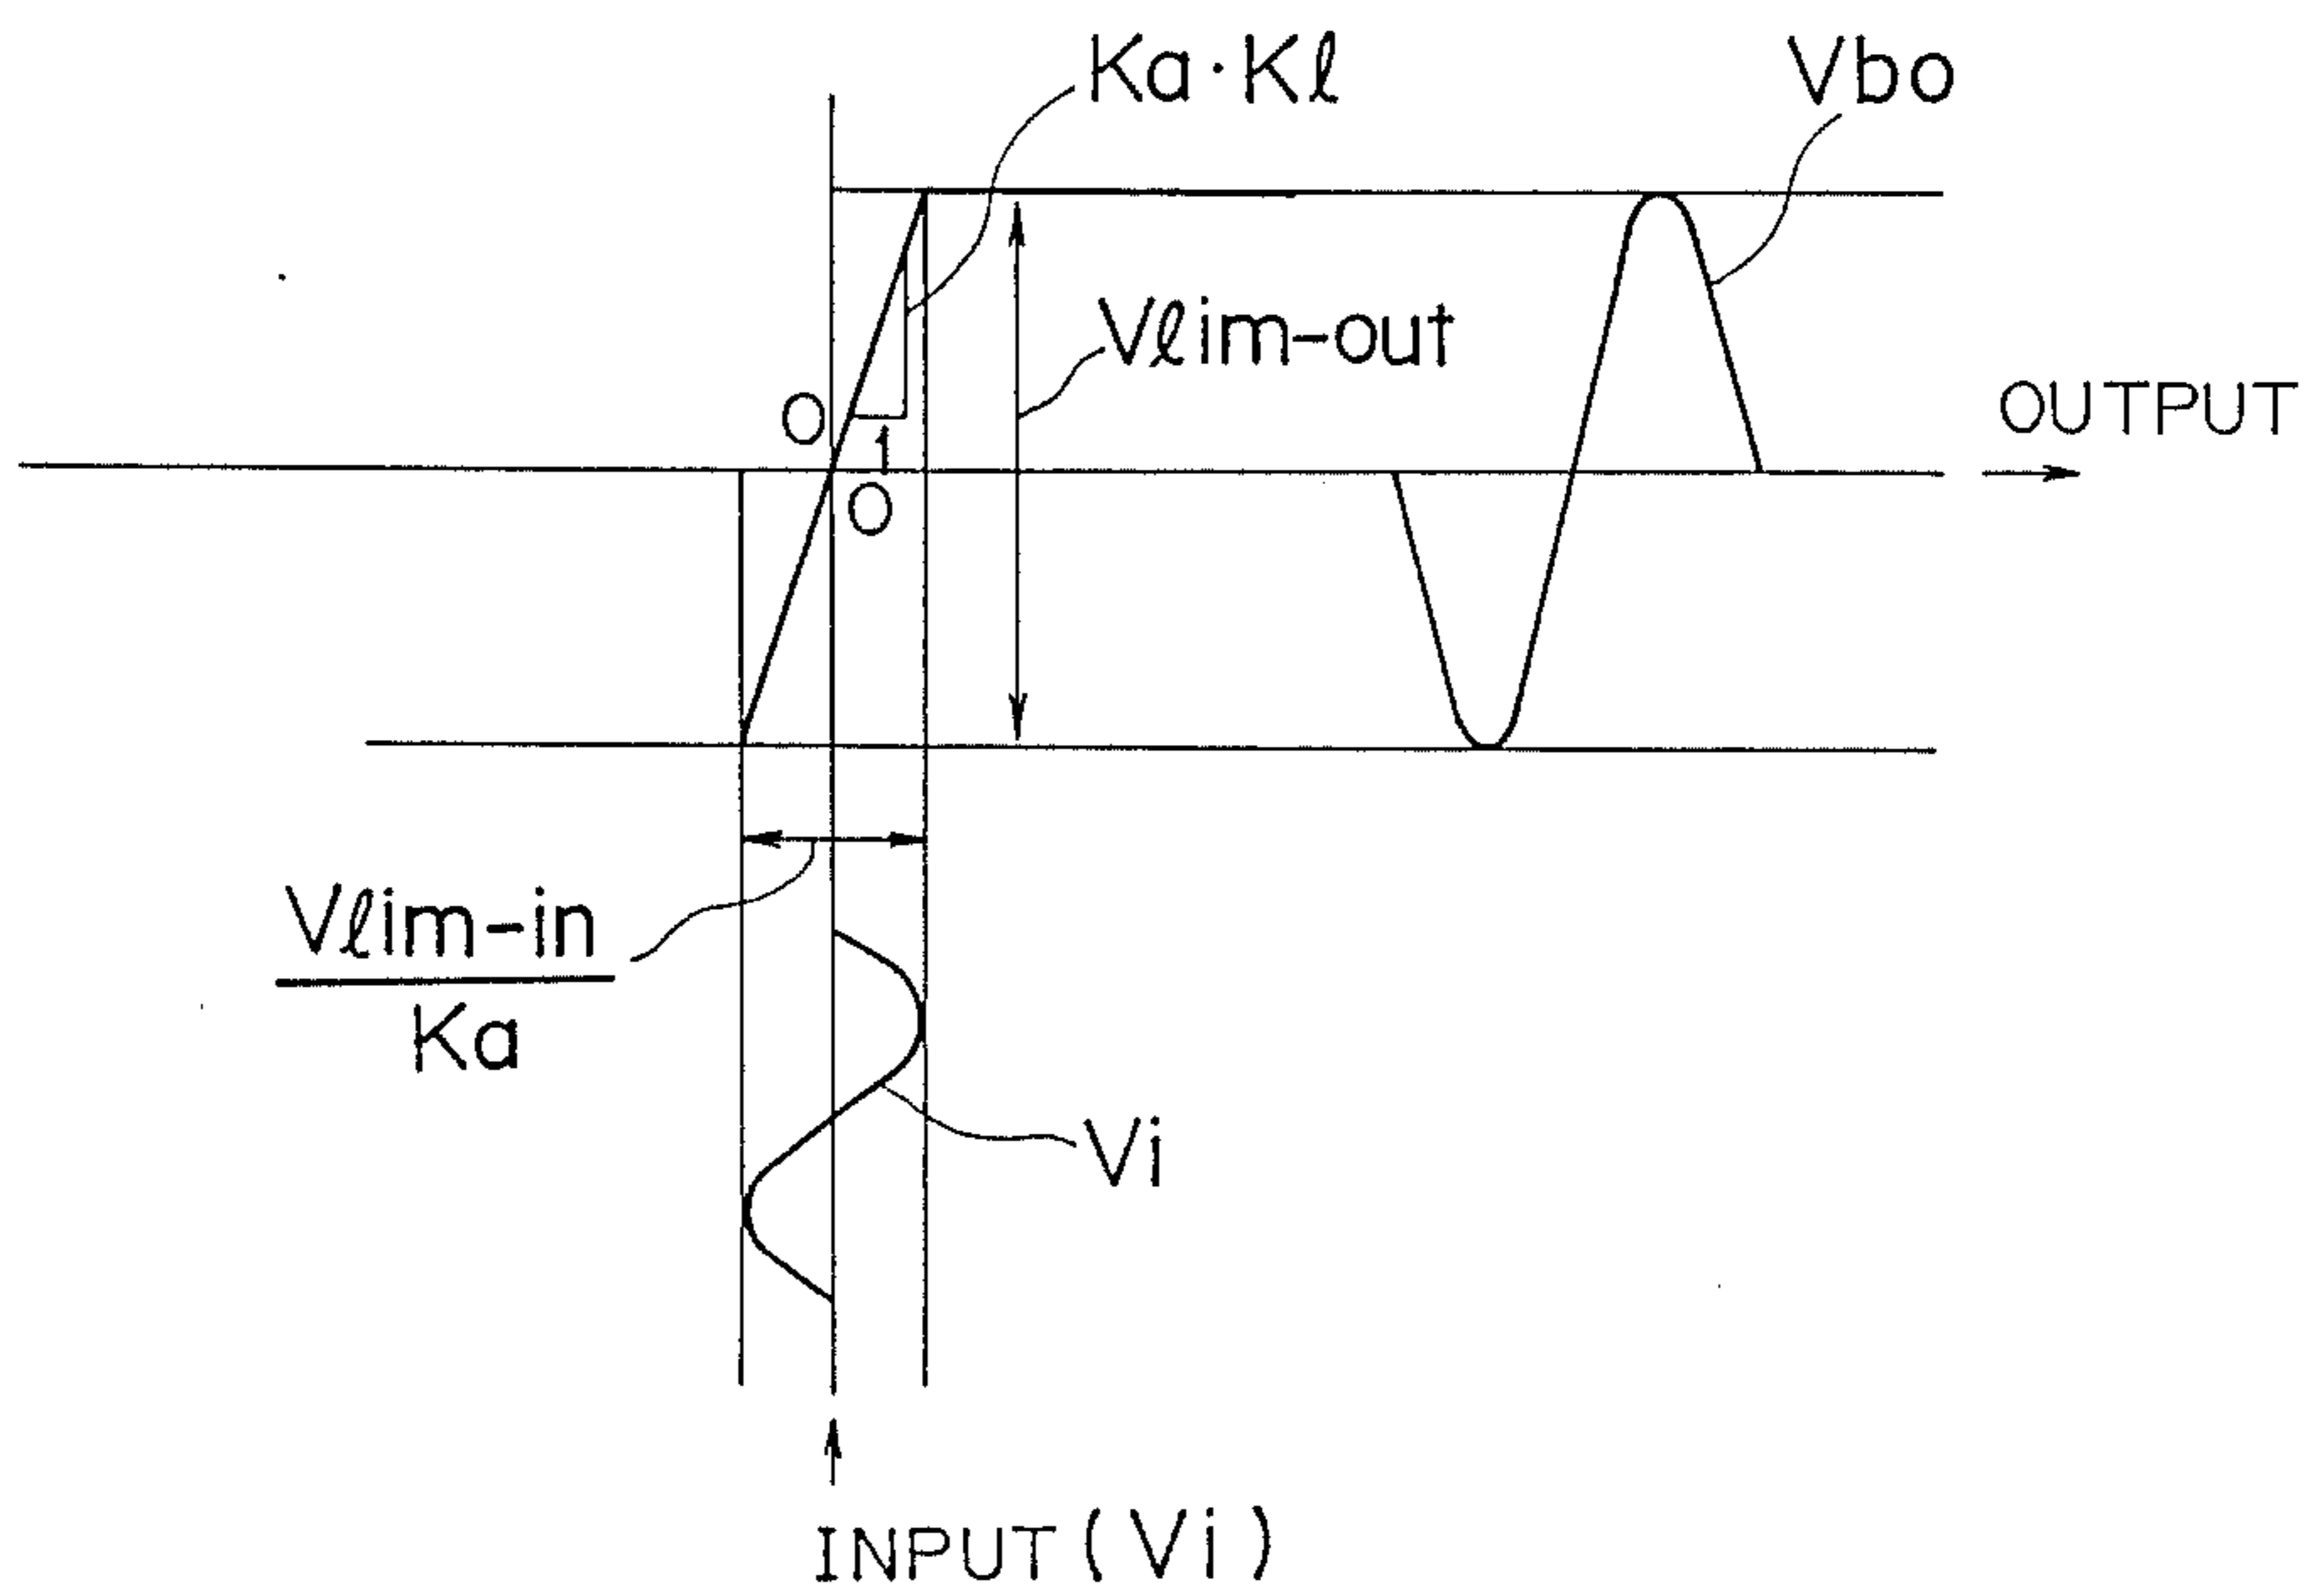 Ka·Kℓ
Vbo
Vℓim-out
OUTPUT
O
1
O
Vℓim-in
Ka
Vi
INPUT (Vi)